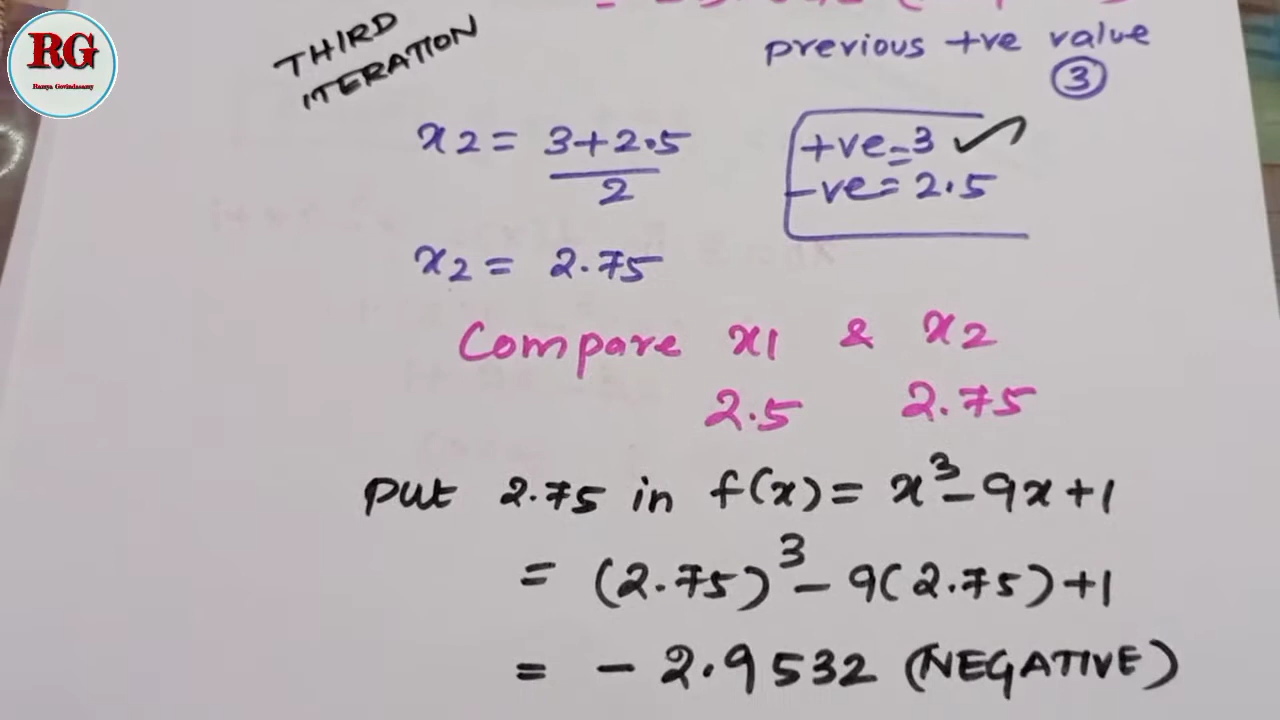 RG
Ramya Govindasamy
THIRD
ITERATION
previous +ve value
3
x2 = 3+2.5
2
+ve=3 ✓
-ve=2.5
x2 = 2.75
Compare x1 & x2
2.5 2.75
Put 2.75 in f(x)= x³-9x+1
= (2.75)³-9(2.75)+1
= -2.9532 (NEGATIVE)